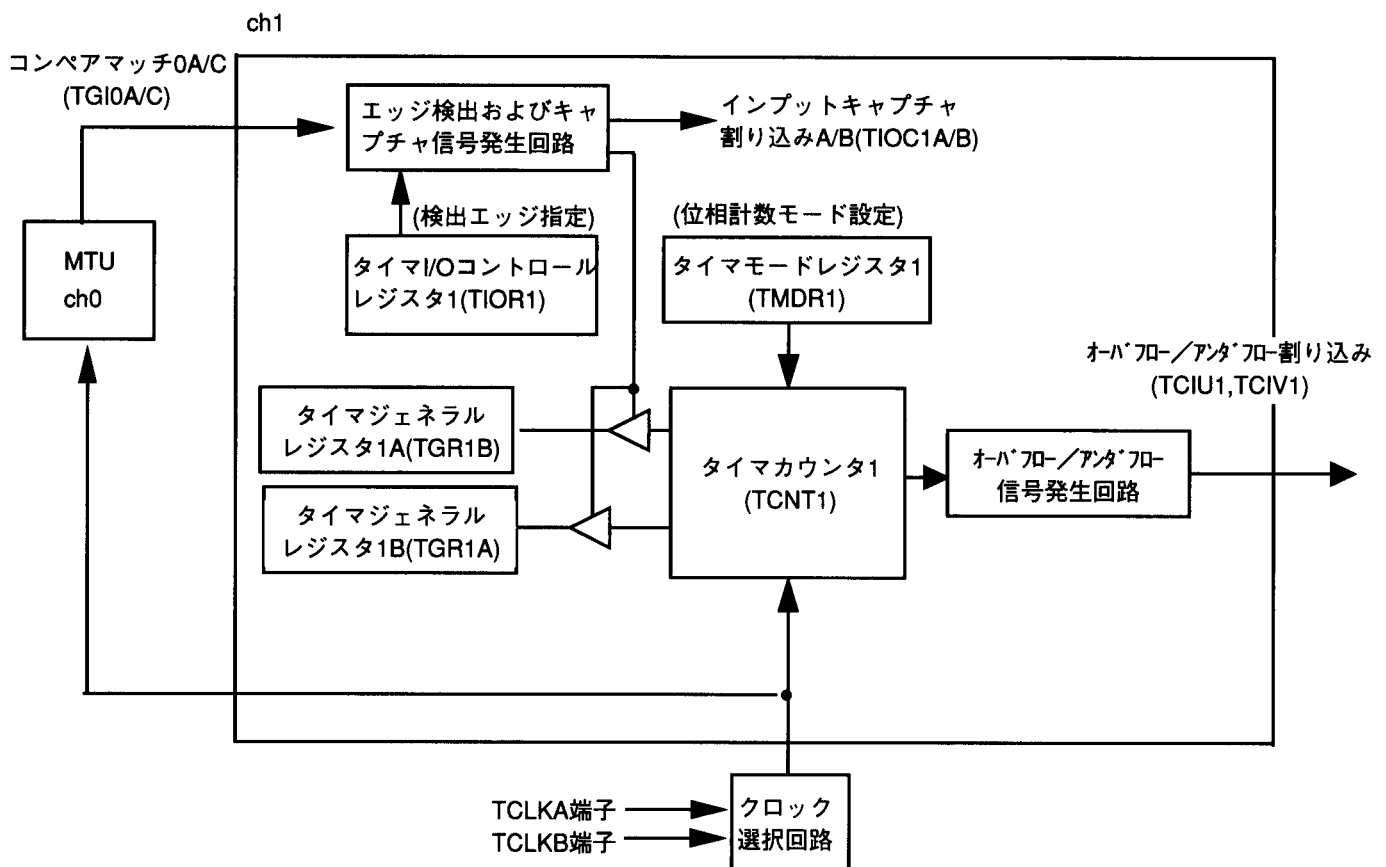 ch1
コンペアマッチ0A/C
(TGI0A/C)
エッジ検出およびキャ
プチャ信号発生回路
インプットキャプチャ
割り込みA/B(TIOC1A/B)
(検出エッジ指定)
(位相計数モード設定)
MTU
ch0
タイマI/Oコントロール
レジスタ1(TIOR1)
タイマモードレジスタ1
(TMDR1)
オーバフロー/アンダフロー割り込み
(TCIU1,TCIV1)
タイマジェネラル
レジスタ1A(TGR1B)
タイマカウンタ1
(TCNT1)
オーバフロー/アンダフロー
信号発生回路
タイマジェネラル
レジスタ1B(TGR1A)
TCLKA端子
TCLKB端子
クロック
選択回路